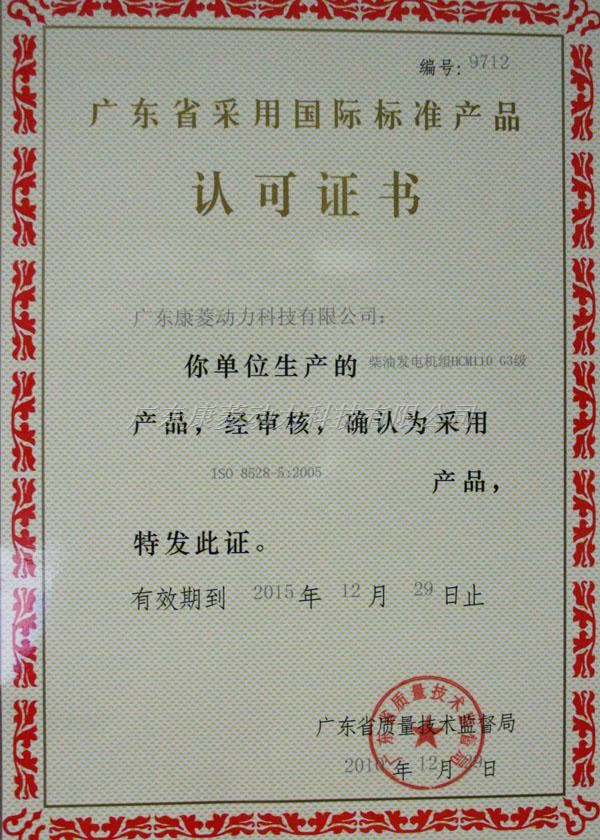 编号: 9712
广东省采用国际标准产品
认可证书
广东康菱动力科技有限公司:
你单位生产的 柴油发电机组HCM110 G3级
产品，经审核，确认为采用
ISO 8528-5:2005 产品，
特发此证。
有效期到 2015 年 12 月 29 日止
广东省质量技术监督局
2010 年 12 月 29 日